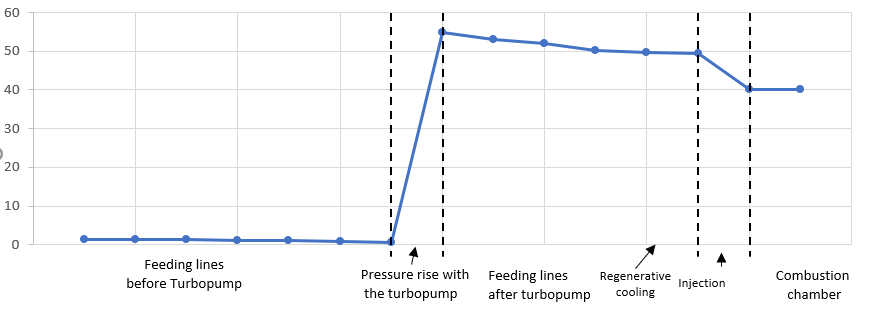 60
50
40
30
20
10
0
Feeding lines
before Turbopump
Pressure rise with
the turbopump
Feeding lines
after turbopump
Regenerative
cooling
Injection
Combustion
chamber